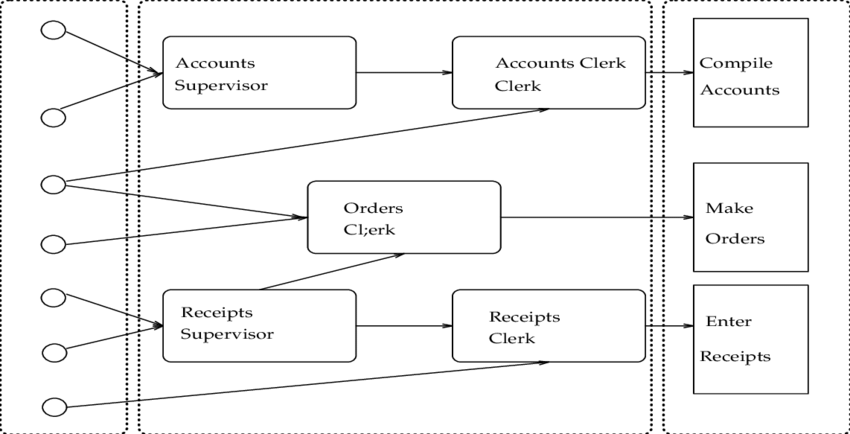 Accounts
Supervisor
Accounts Clerk
Clerk
Compile
Accounts
Orders
Cl;erk
Make
Orders
Receipts
Supervisor
Receipts
Clerk
Enter
Receipts